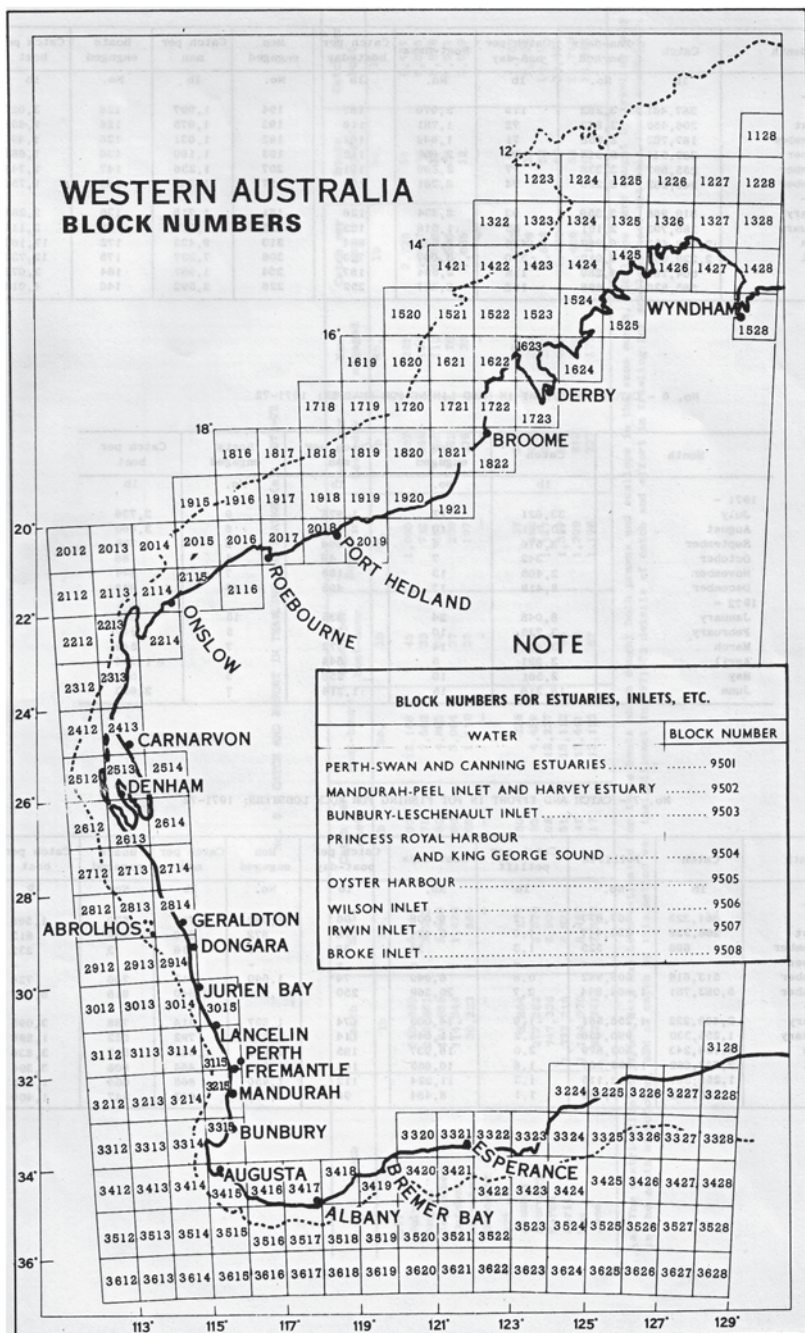 WESTERN AUSTRALIA
BLOCK NUMBERS
1128
12°
1223 1224 1225 1226 1227 1228
1322 1323 1324 1325 1326 1327 1328
14°
1421 1422 1423 1424 1425 1426 1427 1428
WYNDHAM
1520 1521 1522 1523 1524 1525 1528
16°
1619 1620 1621 1622 1623 1624
DERBY
1718 1719 1720 1721 1722 1723
18°
BROOME
1816 1817 1818 1819 1820 1821 1822
1915 1916 1917 1918 1919 1920 1921
20°
2012 2013 2014 2015 2016 2017 2018 2019
PORT HEDLAND
ROEBOURNE
2112 2113 2114 2115 2116
ONSLOW
22°
2212 2213 2214
2312 2313
24°
2412 2413
CARNARVON
2512 2513 2514
DENHAM
26°
2612 2613 2614
2712 2713 2714
28°
2812 2813 2814
ABROLHOS
GERALDTON
DONGARA
2912 2913 2914
30°
JURIEN BAY
3012 3013 3014 3015
LANCELIN
PERTH
3112 3113 3114 3115
FREMANTLE
3128
32°
MANDURAH
3212 3213 3214 3215
3224 3225 3226 3227 3228
BUNBURY
3312 3313 3314 3315
3320 3321 3322 3323 3324 3325 3326 3327 3328
ESPERANCE
34°
AUGUSTA
BREMER BAY
3412 3413 3414 3415 3416 3417 3418 3419 3420 3421 3422 3423 3424 3425 3426 3427 3428
ALBANY
3512 3513 3514 3515 3516 3517 3518 3519 3520 3521 3522 3523 3524 3525 3526 3527 3528
36°
3612 3613 3614 3615 3616 3617 3618 3619 3620 3621 3622 3623 3624 3625 3626 3627 3628
113° 115° 117° 119° 121° 123° 125° 127° 129°
NOTE
BLOCK NUMBERS FOR ESTUARIES, INLETS, ETC.
WATER BLOCK NUMBER
PERTH-SWAN AND CANNING ESTUARIES 9501
MANDURAH-PEEL INLET AND HARVEY ESTUARY 9502
BUNBURY-LESCHENAULT INLET 9503
PRINCESS ROYAL HARBOUR
AND KING GEORGE SOUND 9504
OYSTER HARBOUR 9505
WILSON INLET 9506
IRWIN INLET 9507
BROKE INLET 9508